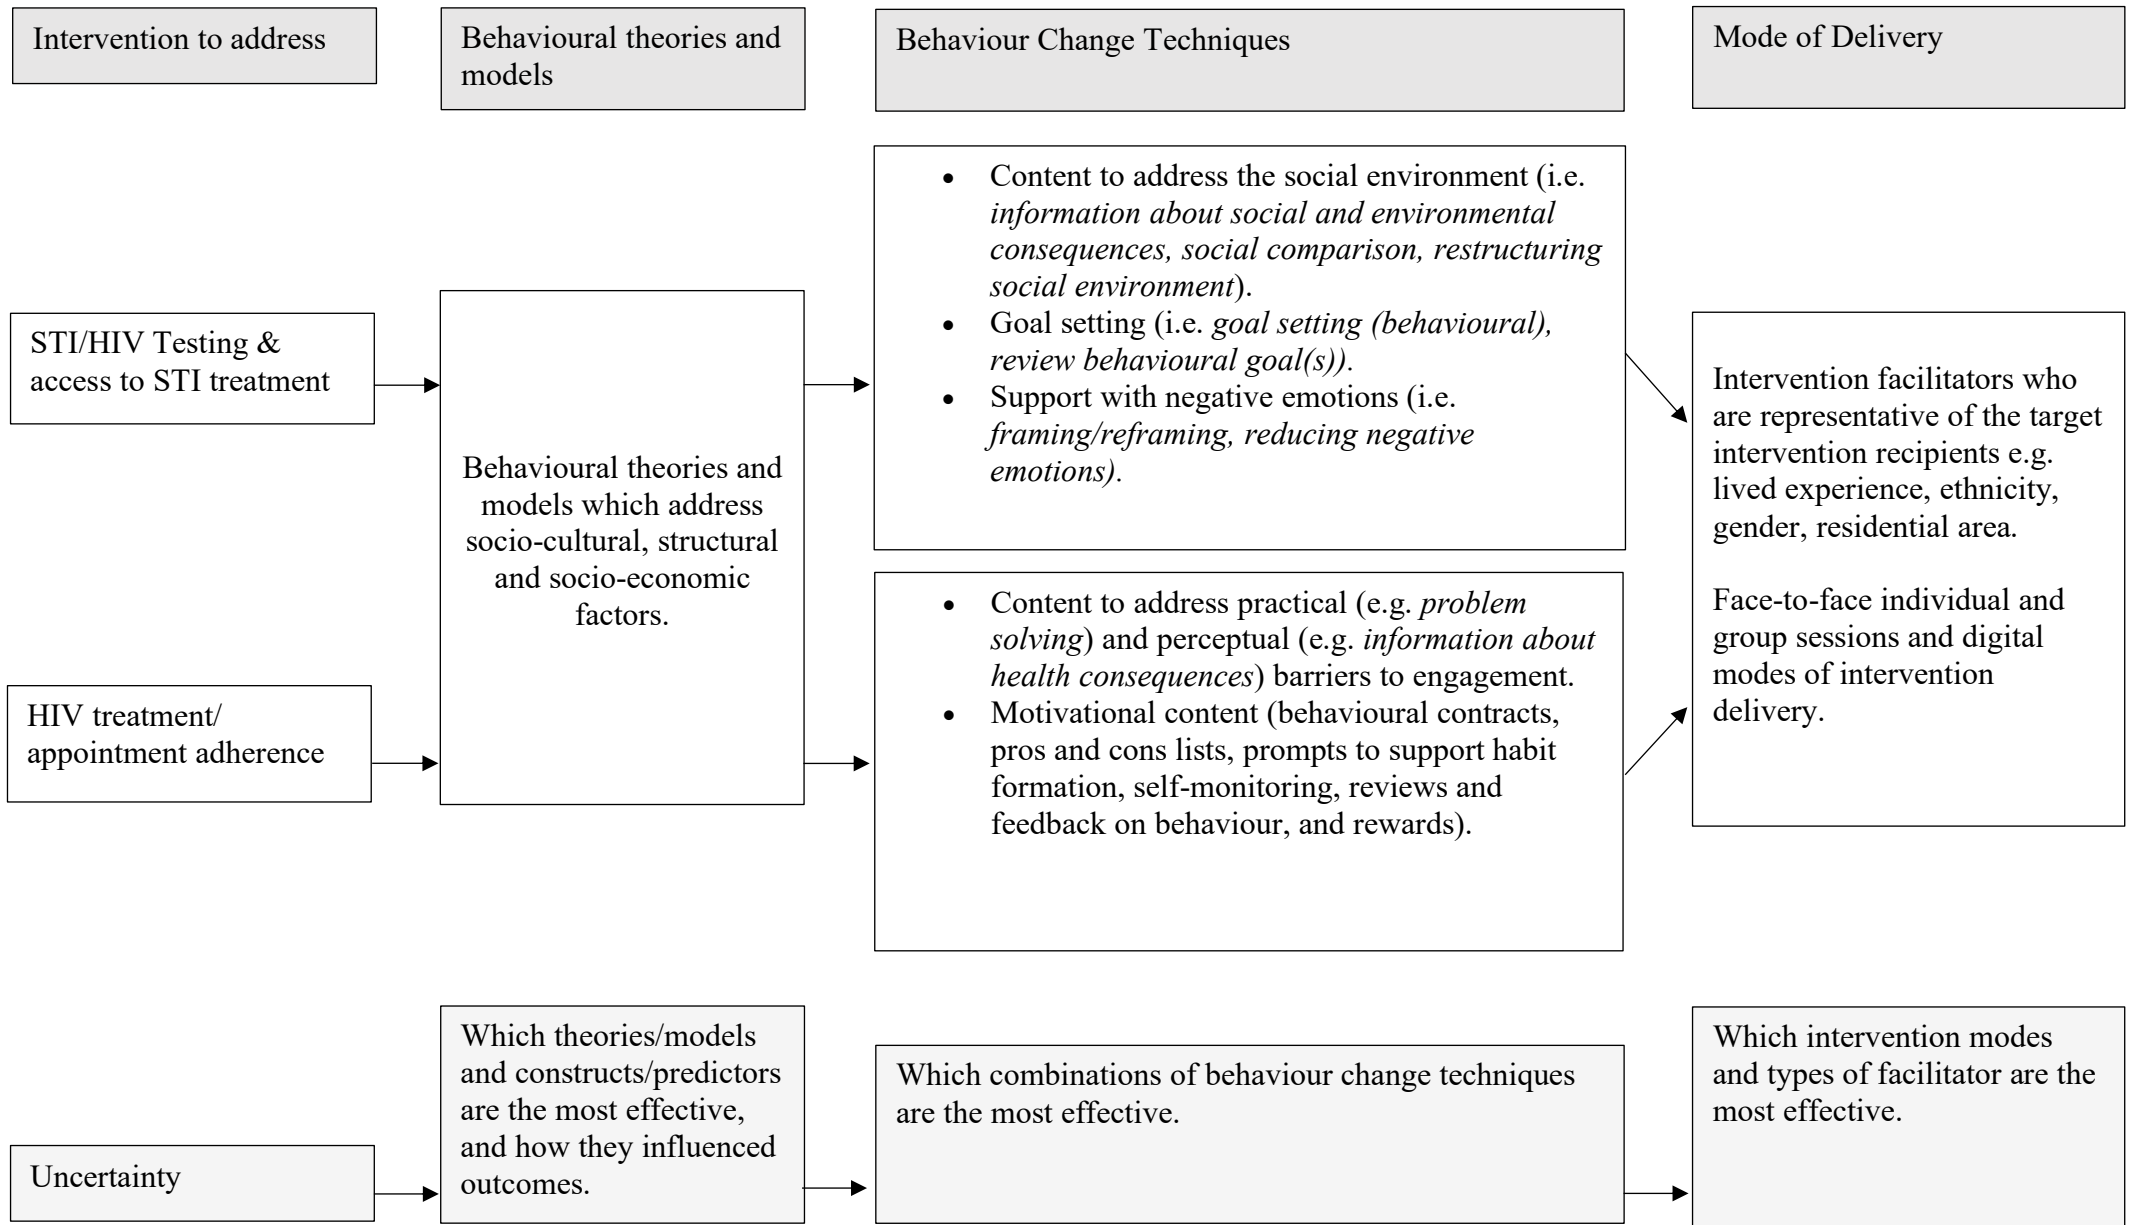 Intervention to address
Behavioural theories and
models
Behaviour Change Techniques
Mode of Delivery
STI/HIV Testing &
access to STI treatment
HIV treatment/
appointment adherence
Behavioural theories and
models which address
socio-cultural, structural
and socio-economic
factors.
• Content to address the social environment (i.e.
information about social and environmental
consequences, social comparison, restructuring
social environment).
• Goal setting (i.e. goal setting (behavioural),
review behavioural goal(s)).
• Support with negative emotions (i.e.
framing/reframing, reducing negative
emotions).
• Content to address practical (e.g. problem
solving) and perceptual (e.g. information about
health consequences) barriers to engagement.
• Motivational content (behavioural contracts,
pros and cons lists, prompts to support habit
formation, self-monitoring, reviews and
feedback on behaviour, and rewards).
Intervention facilitators who
are representative of the target
intervention recipients e.g.
lived experience, ethnicity,
gender, residential area.
Face-to-face individual and
group sessions and digital
modes of intervention
delivery.
Uncertainty
Which theories/models
and constructs/predictors
are the most effective,
and how they influenced
outcomes.
Which combinations of behaviour change techniques
are the most effective.
Which intervention modes
and types of facilitator are the
most effective.